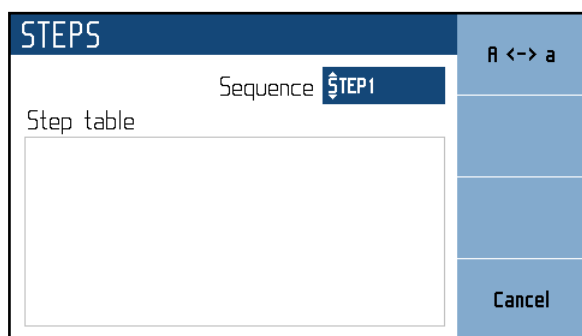 STEPS
A <-> a
Sequence STEP1
Step table
Cancel